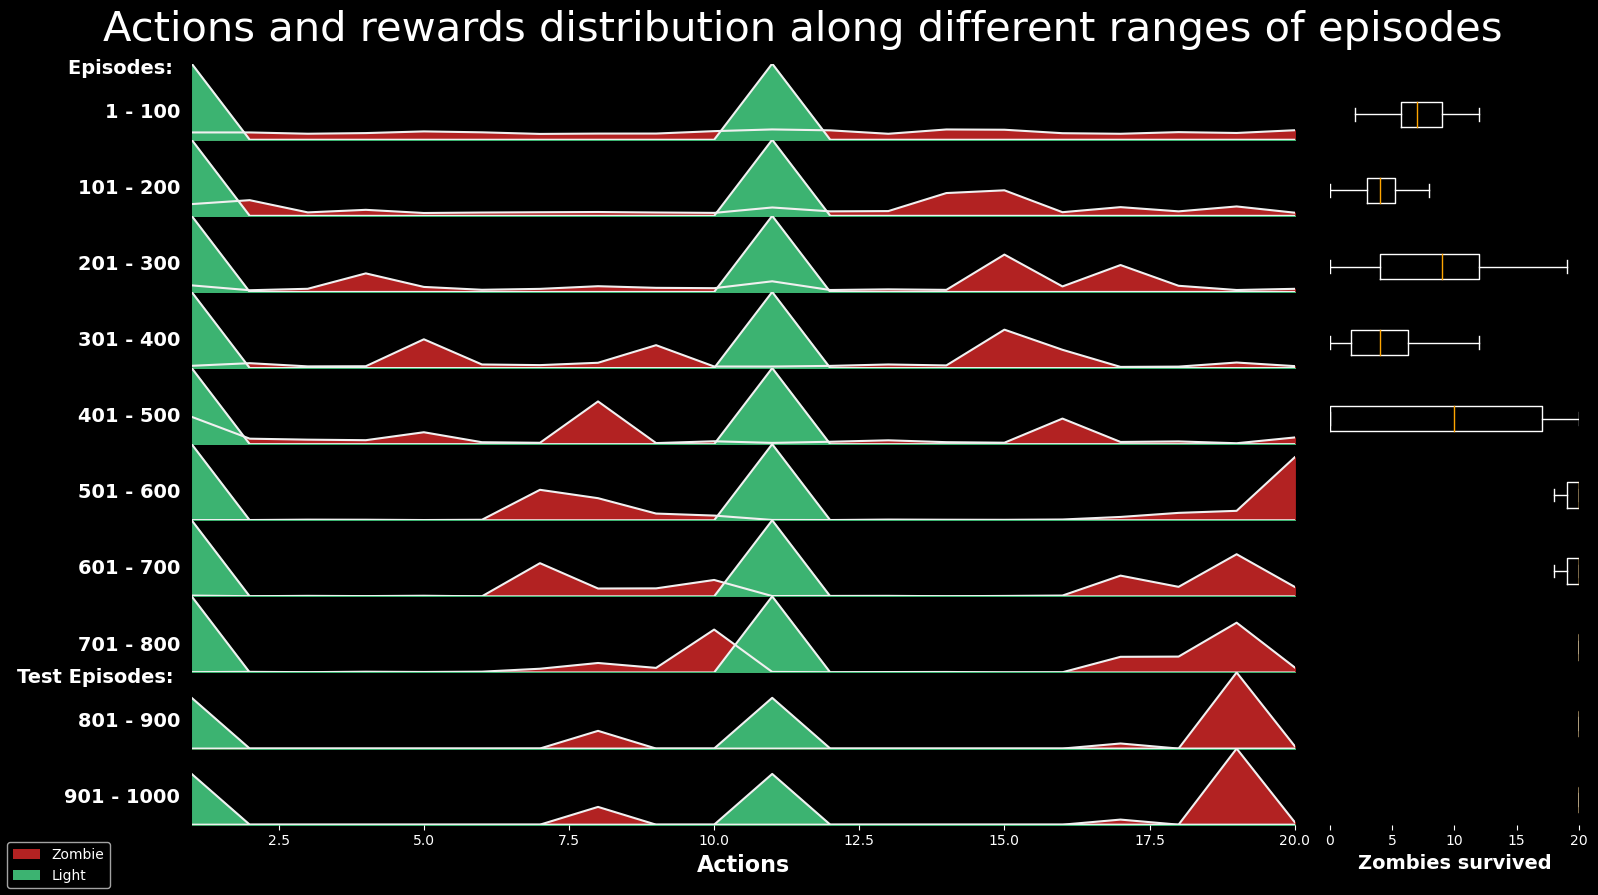 Actions and rewards distribution along different ranges of episodes
Episodes:
1 - 100
101 - 200
201 - 300
301 - 400
401 - 500
501 - 600
601 - 700
701 - 800
Test Episodes:
801 - 900
901 - 1000
2.5 5.0 7.5 10.0 12.5 15.0 17.5 20.0
0 5 10 15 20
Actions
Zombies survived
Zombie
Light